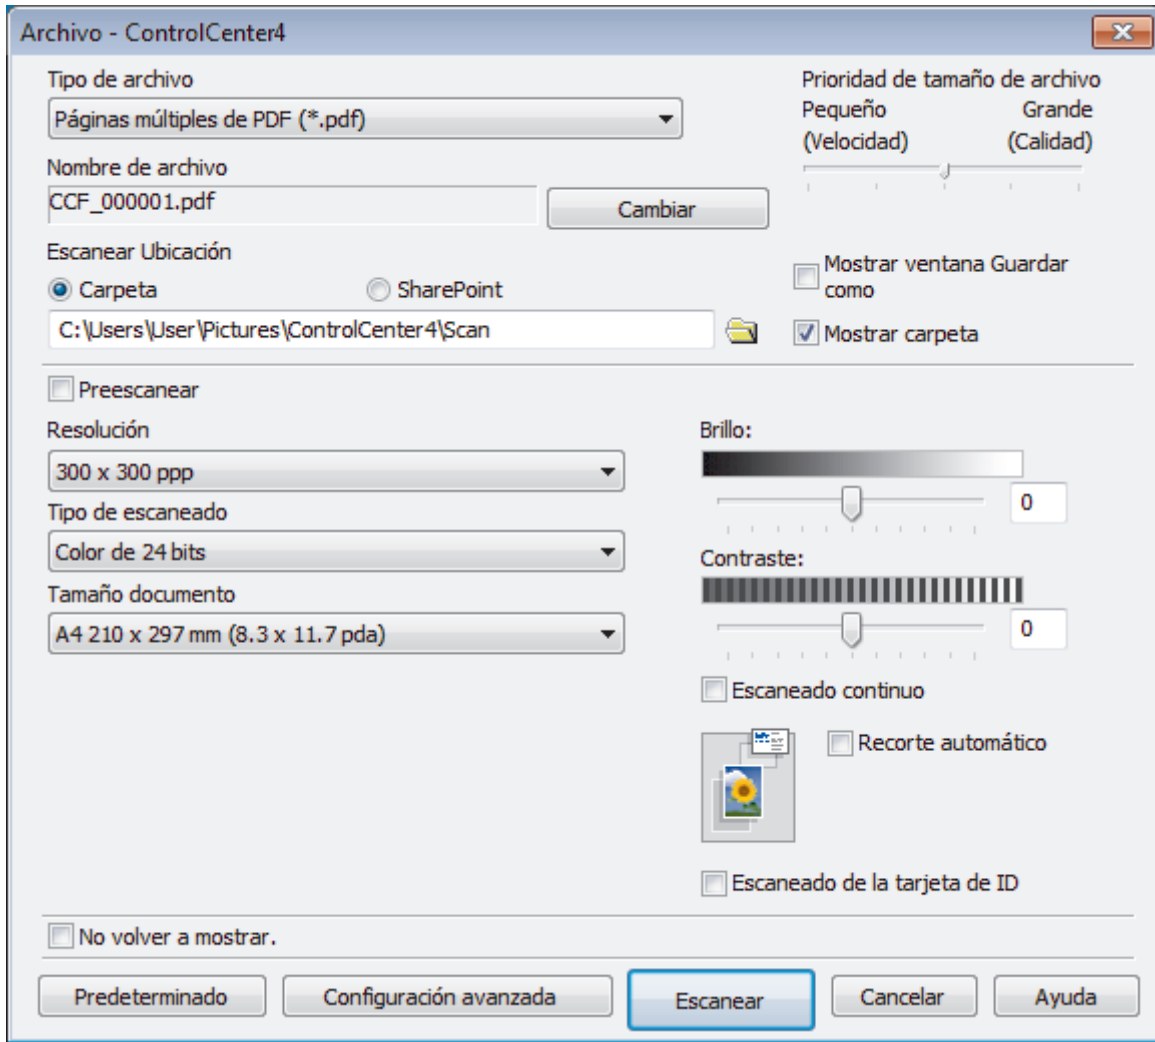 Archivo - ControlCenter4
Tipo de archivo
Páginas múltiples de PDF (*.pdf)
Prioridad de tamaño de archivo
Pequeño Grande
(Velocidad) (Calidad)
Nombre de archivo
CCF_000001.pdf
Cambiar
Escanear Ubicación
Carpeta SharePoint
C:\Users\User\Pictures\ControlCenter4\Scan
Mostrar ventana Guardar
como
Mostrar carpeta
Preescanear
Resolución
300 x 300 ppp
Tipo de escaneado
Color de 24 bits
Tamaño documento
A4 210 x 297 mm (8.3 x 11.7 pda)
Brillo:
0
Contraste:
0
Escaneado continuo
Recorte automático
Escaneado de la tarjeta de ID
No volver a mostrar.
Predeterminado Configuración avanzada Escanear Cancelar Ayuda